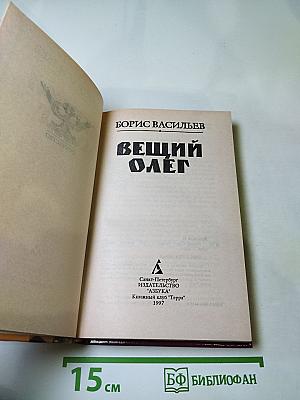 БОРИС ВАСИЛЬЕВ
ВЕЩИЙ
ОЛЕГ
Санкт-Петербург
ИЗДАТЕЛЬСТВО
"АЗБУКА"
Книжный клуб "Терра"
1997
15 см
БФ БИБЛИОФАН